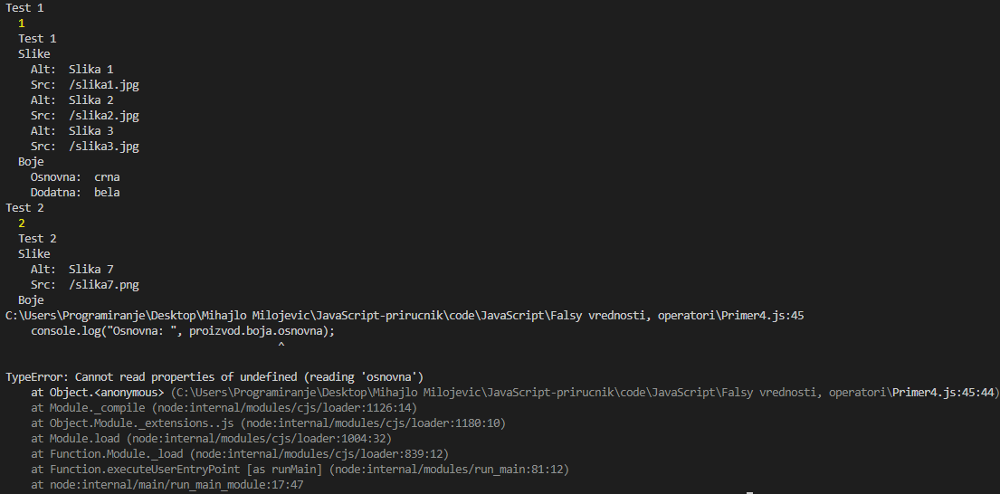 Test 1
  1
  Test 1
  Slike
    Alt:  Slika 1
    Src:  /slika1.jpg
    Alt:  Slika 2
    Src:  /slika2.jpg
    Alt:  Slika 3
    Src:  /slika3.jpg
  Boje
    Osnovna:  crna
    Dodatna:  bela
Test 2
  2
  Test 2
  Slike
    Alt:  Slika 7
    Src:  /slika7.png
  Boje
C:\Users\Programiranje\Desktop\Mihajlo Milojevic\JavaScript-prirucnik\code\JavaScript\Falsy vrednosti, operatori\Primer4.js:45
    console.log("Osnovna: ", proizvod.boja.osnovna);
                                           ^

TypeError: Cannot read properties of undefined (reading 'osnovna')
    at Object.<anonymous> (C:\Users\Programiranje\Desktop\Mihajlo Milojevic\JavaScript-prirucnik\code\JavaScript\Falsy vrednosti, operatori\Primer4.js:45:44)
    at Module._compile (node:internal/modules/cjs/loader:1126:14)
    at Object.Module._extensions..js (node:internal/modules/cjs/loader:1180:10)
    at Module.load (node:internal/modules/cjs/loader:1004:32)
    at Function.Module._load (node:internal/modules/cjs/loader:839:12)
    at Function.executeUserEntryPoint [as runMain] (node:internal/modules/run_main:81:12)
    at node:internal/main/run_main_module:17:47